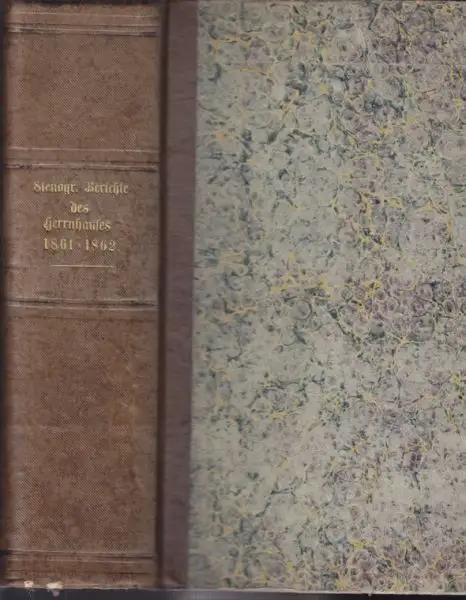 Stenogr. Berichte
des
Herrnhauses
1861-1862